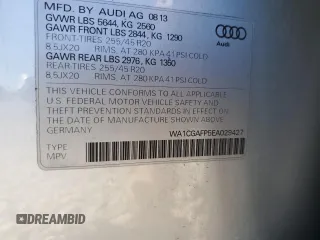 MFD. BY AUDI AG 08 13
GVWR LBS 5644, KG 2560
GAWR FRONT LBS 2844, KG 1290
FRONT-TIRES 255/45 R20
8.5JX20 RIMS, AT 280 KPA 41 PSI COLD
GAWR REAR LBS 2976, KG 1350
REAR-TIRES 255/45 R20
8.5JX20 RIMS, AT 280 KPA 41 PSI COLD
Audi
THIS VEHICLE CONFORMS TO ALL APPLICABLE
U.S. FEDERAL MOTOR VEHICLE SAFETY AND
THEFT PREVENTION STANDARDS IN EFFECT ON
THE DATE OF MANUFACTURE SHOWN ABOVE
GERMANY
WA1CGAFP5EA029427
TYPE
MPV
DREAMBID